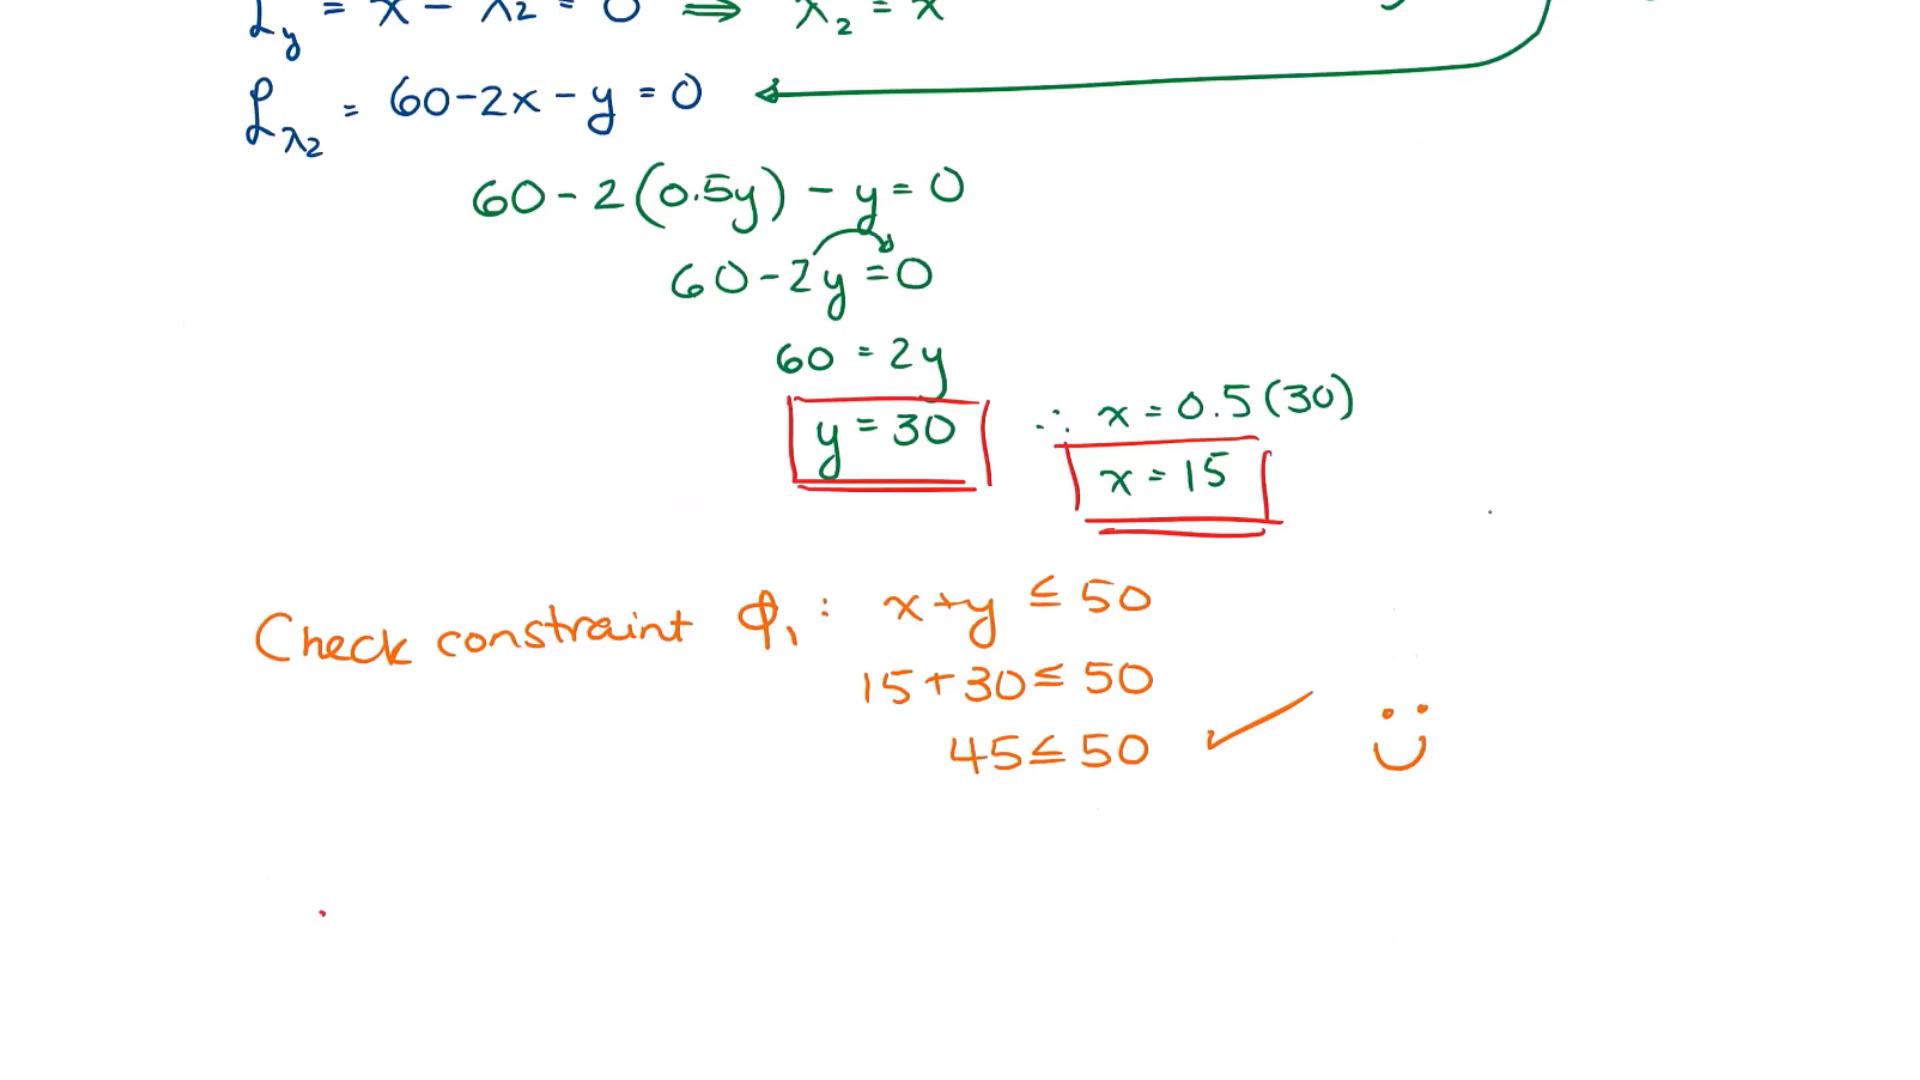 ℒy = x - λ2 = 0 ⇒ λ2 = x
ℒλ2 = 60-2x-y=0
60-2(0.5y)-y=0
60-2y=0
60=2y
y=30
∴ x=0.5(30)
x=15
Check constraint φ1: x+y≤50
15+30≤50
45≤50 ✓